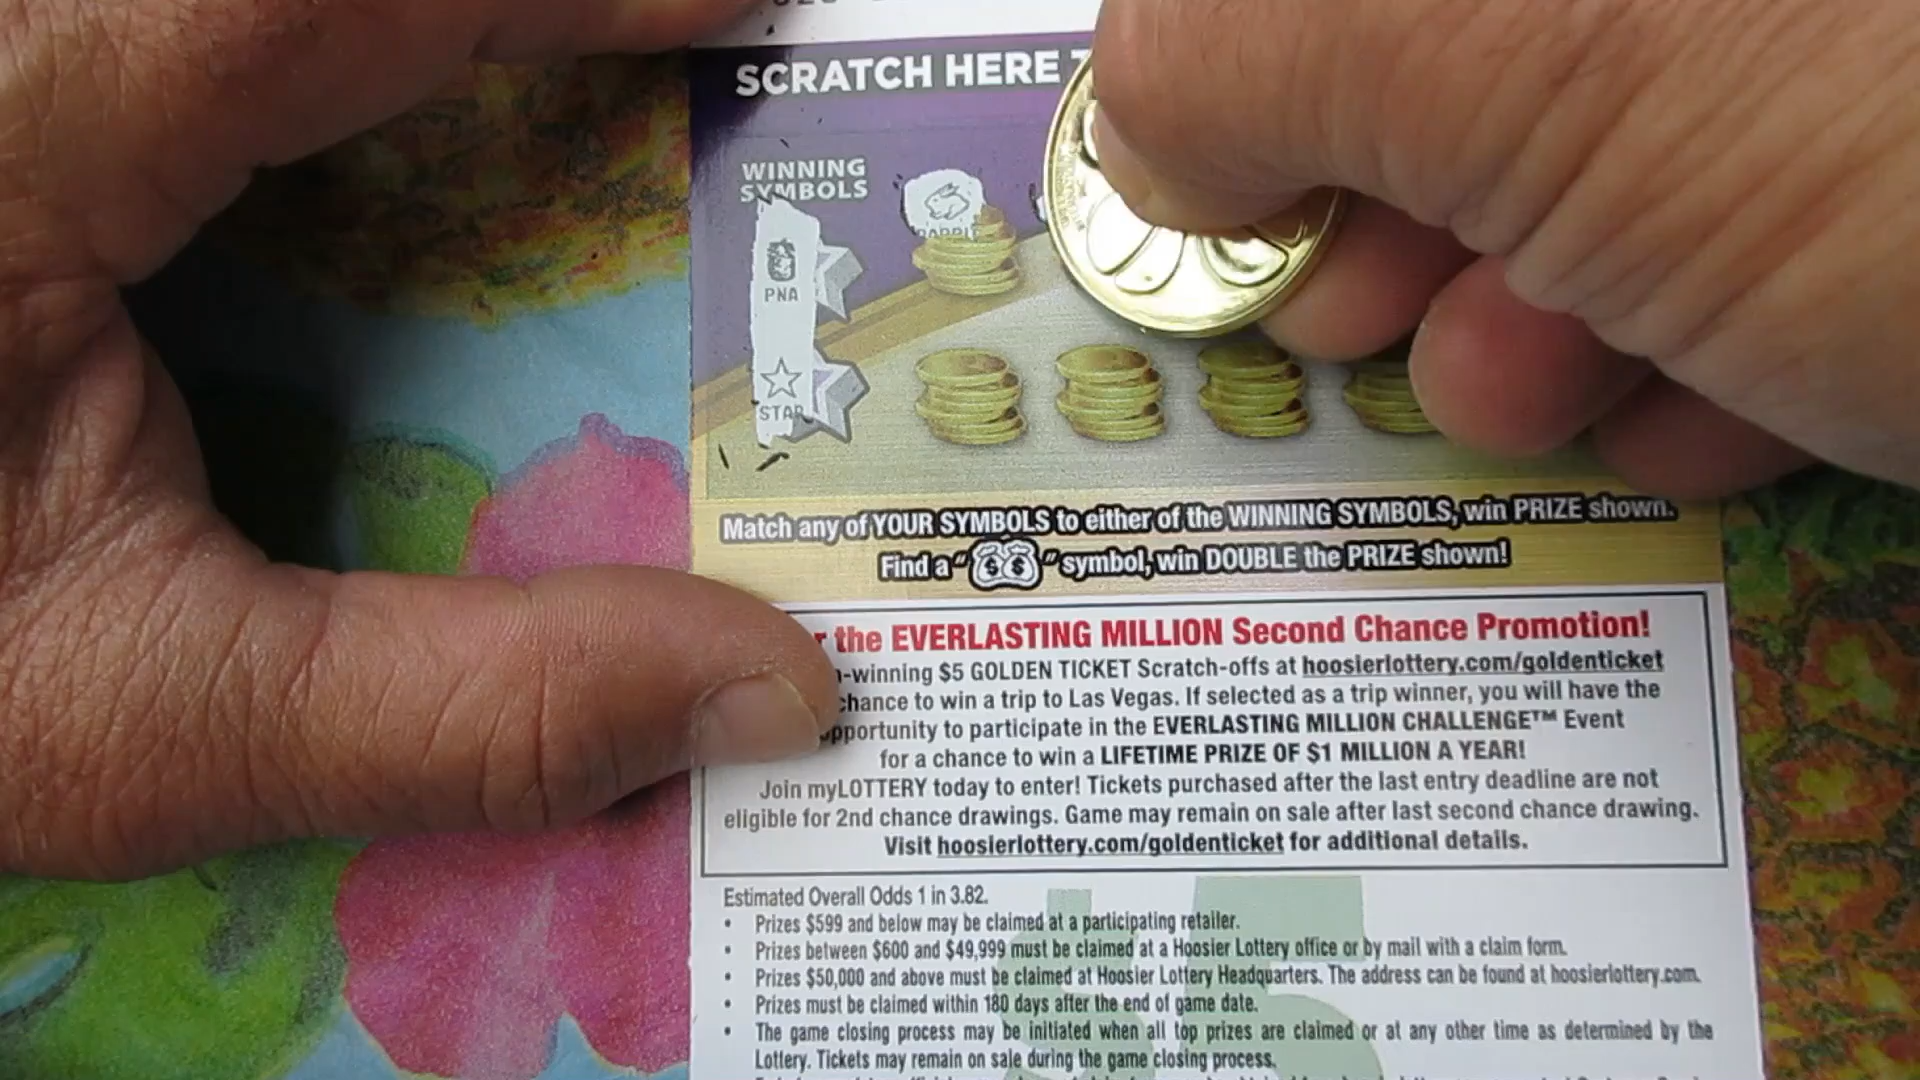 SCRATCH HERE
WINNING
SYMBOLS
PNA
STAR
Match any of YOUR SYMBOLS to either of the WINNING SYMBOLS, win PRIZE shown.
Find a " $ $ " symbol, win DOUBLE the PRIZE shown!
the EVERLASTING MILLION Second Chance Promotion!
-winning $5 GOLDEN TICKET Scratch-offs at hoosierlottery.com/goldenticket
chance to win a trip to Las Vegas. If selected as a trip winner, you will have the
opportunity to participate in the EVERLASTING MILLION CHALLENGE™ Event
for a chance to win a LIFETIME PRIZE OF $1 MILLION A YEAR!
Join myLOTTERY today to enter! Tickets purchased after the last entry deadline are not
eligible for 2nd chance drawings. Game may remain on sale after last second chance drawing.
Visit hoosierlottery.com/goldenticket for additional details.
Estimated Overall Odds 1 in 3.82.
• Prizes $599 and below may be claimed at a participating retailer.
• Prizes between $600 and $49,999 must be claimed at a Hoosier Lottery office or by mail with a claim form.
• Prizes $50,000 and above must be claimed at Hoosier Lottery Headquarters. The address can be found at hoosierlottery.com.
• Prizes must be claimed within 180 days after the end of game date.
• The game closing process may be initiated when all top prizes are claimed or at any other time as determined by the
Lottery. Tickets may remain on sale during the game closing process.